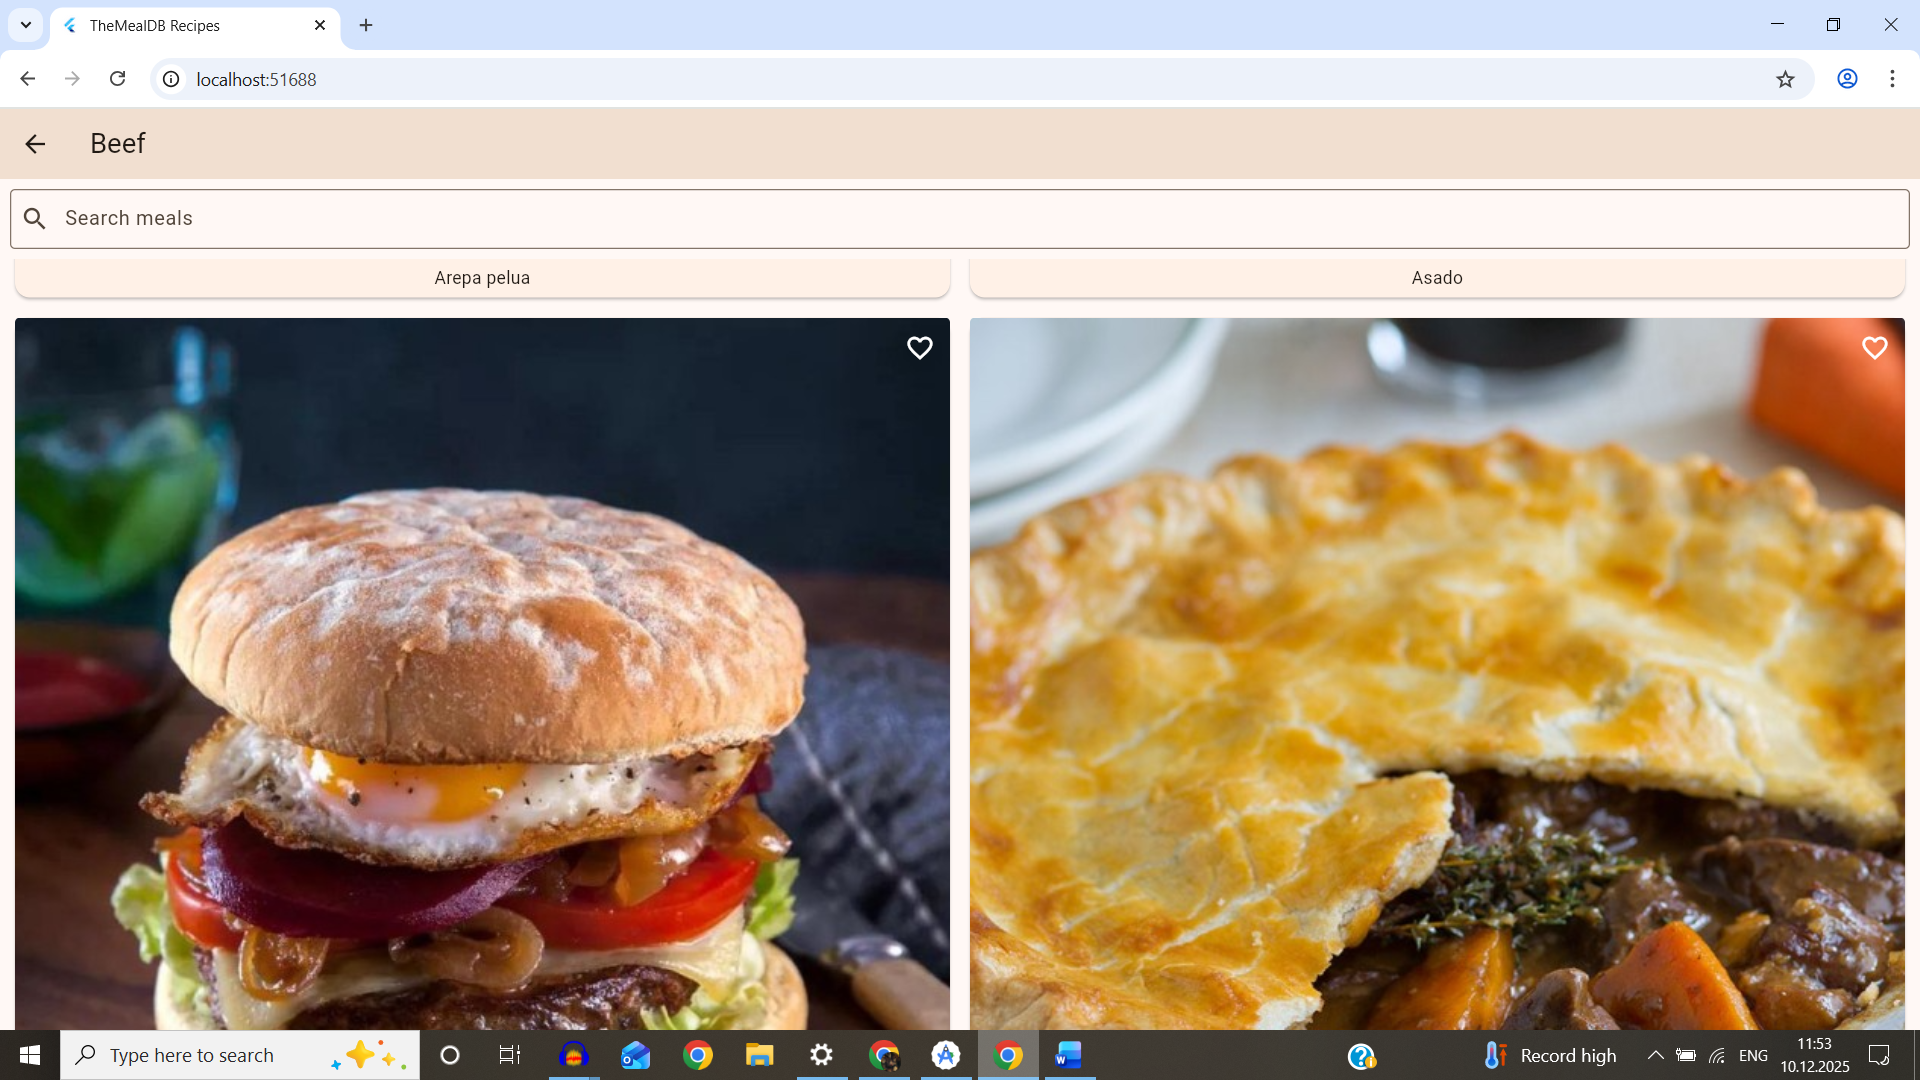 TheMealDB Recipes
localhost:51688
Beef
Search meals
Arepa pelua
Asado
Type here to search
Record high
ENG
11:53
10.12.2025